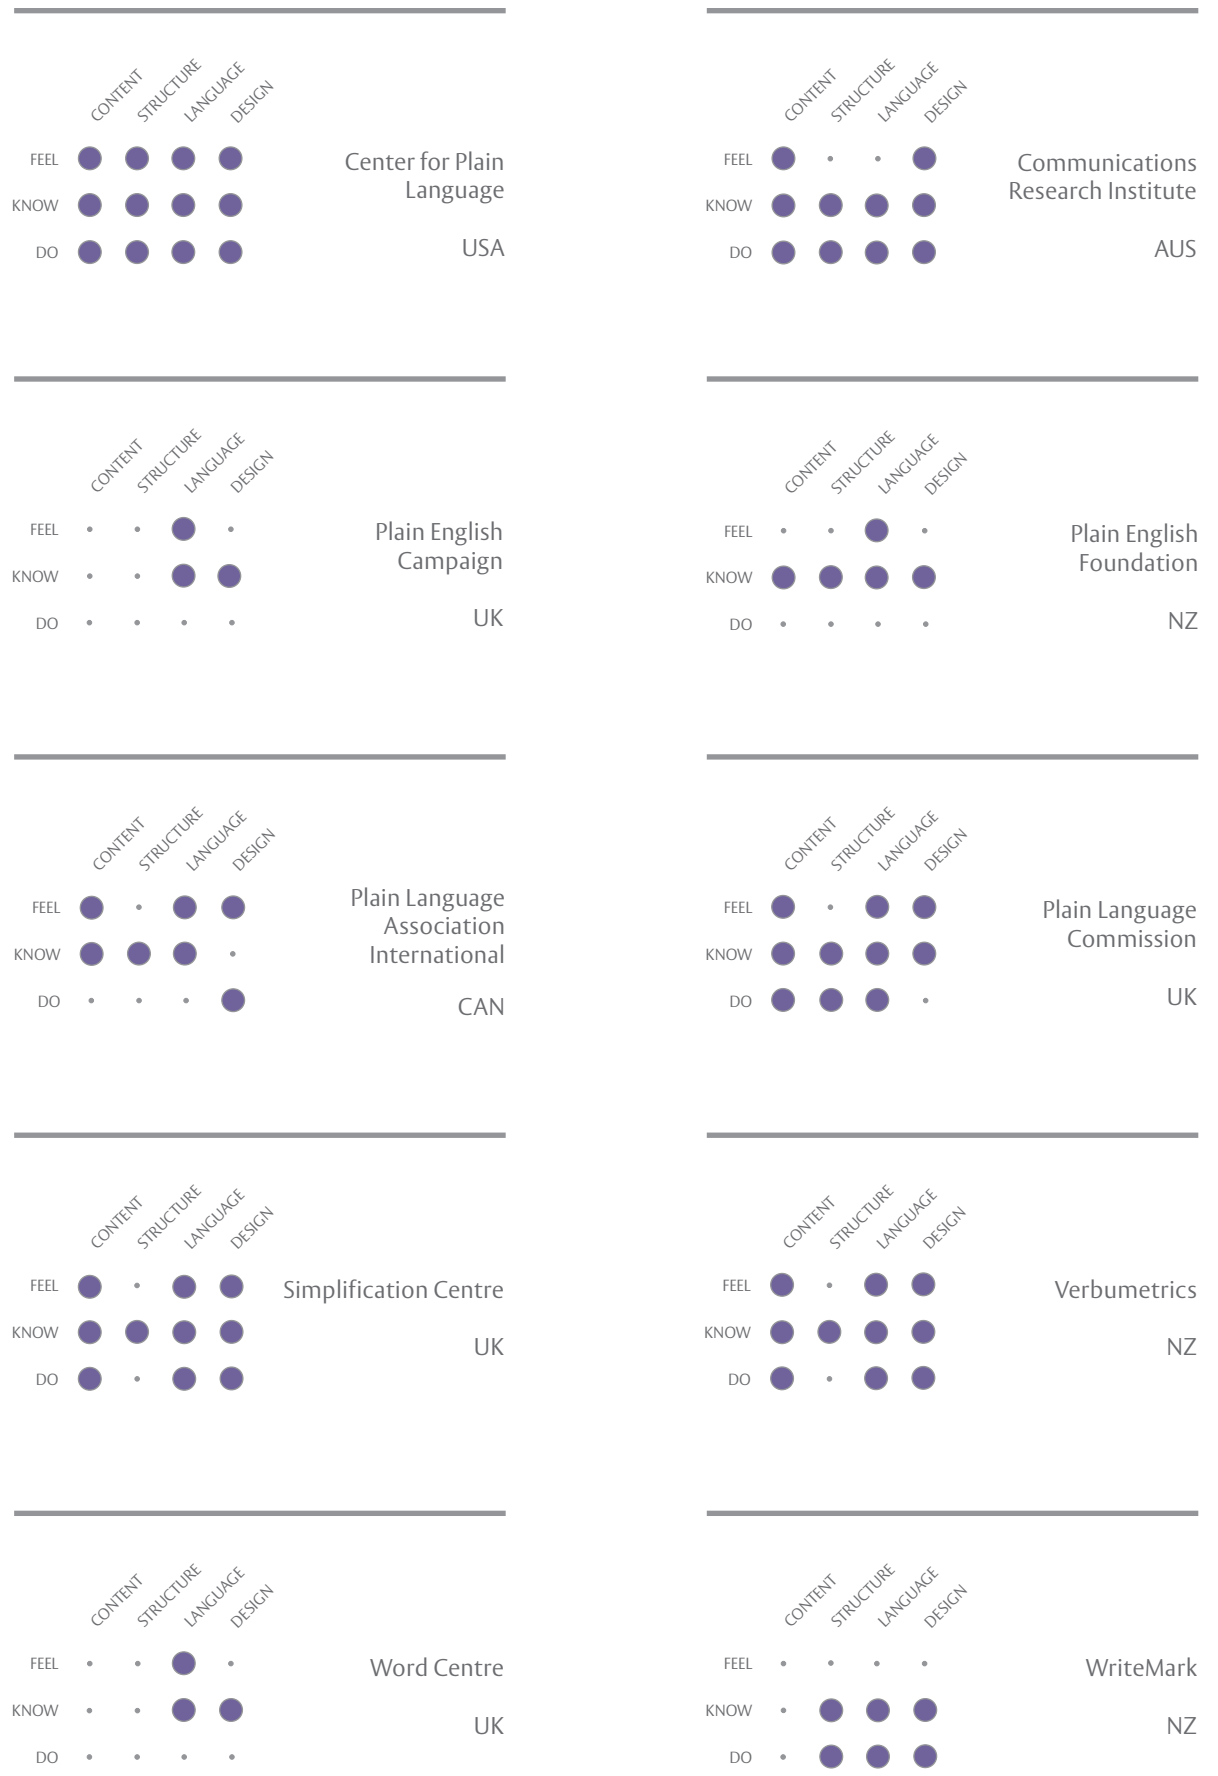 CONTENT
STRUCTURE
LANGUAGE
DESIGN
FEEL
KNOW
DO
Center for Plain
Language
USA
CONTENT
STRUCTURE
LANGUAGE
DESIGN
FEEL
KNOW
DO
Communications
Research Institute
AUS
CONTENT
STRUCTURE
LANGUAGE
DESIGN
FEEL
KNOW
DO
Plain English
Campaign
UK
CONTENT
STRUCTURE
LANGUAGE
DESIGN
FEEL
KNOW
DO
Plain English
Foundation
NZ
CONTENT
STRUCTURE
LANGUAGE
DESIGN
FEEL
KNOW
DO
Plain Language
Association
International
CAN
CONTENT
STRUCTURE
LANGUAGE
DESIGN
FEEL
KNOW
DO
Plain Language
Commission
UK
CONTENT
STRUCTURE
LANGUAGE
DESIGN
FEEL
KNOW
DO
Simplification Centre
UK
CONTENT
STRUCTURE
LANGUAGE
DESIGN
FEEL
KNOW
DO
Verbumetrics
NZ
CONTENT
STRUCTURE
LANGUAGE
DESIGN
FEEL
KNOW
DO
Word Centre
UK
CONTENT
STRUCTURE
LANGUAGE
DESIGN
FEEL
KNOW
DO
WriteMark
NZ